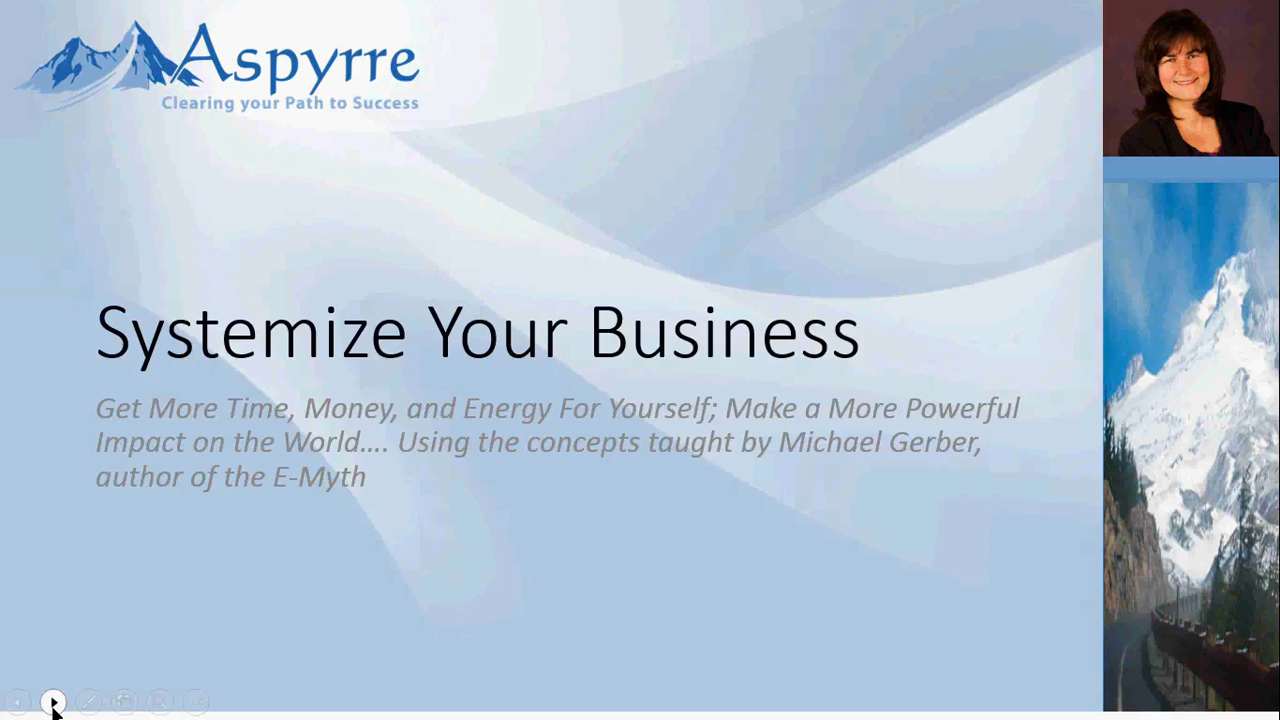 Aspyrre
Clearing your Path to Success
Systemize Your Business
Get More Time, Money, and Energy For Yourself; Make a More Powerful
Impact on the World.... Using the concepts taught by Michael Gerber,
author of the E-Myth